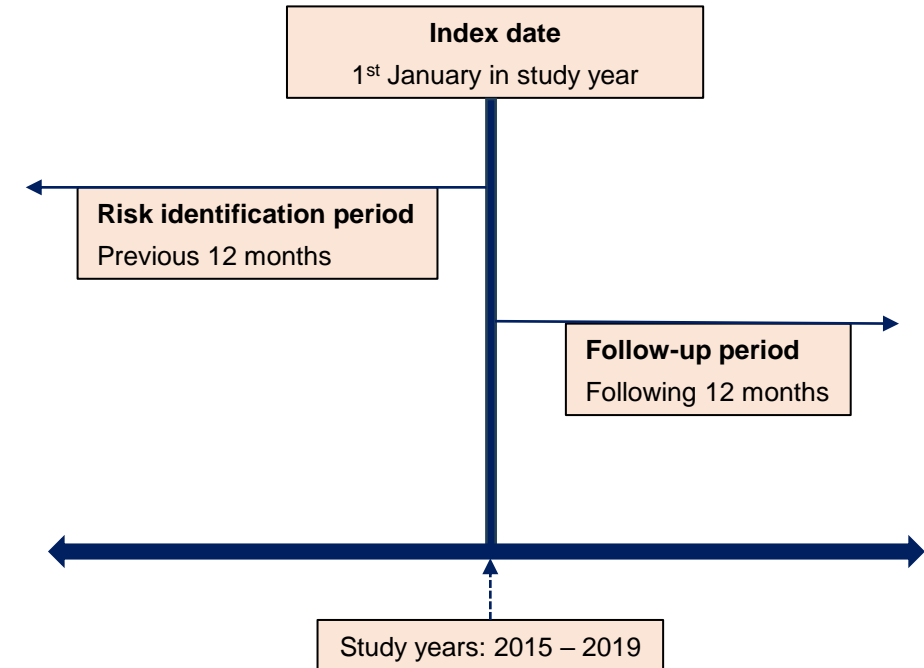 Index date
1st January in study year
Risk identification period
Previous 12 months
Follow-up period
Following 12 months
Study years: 2015 – 2019